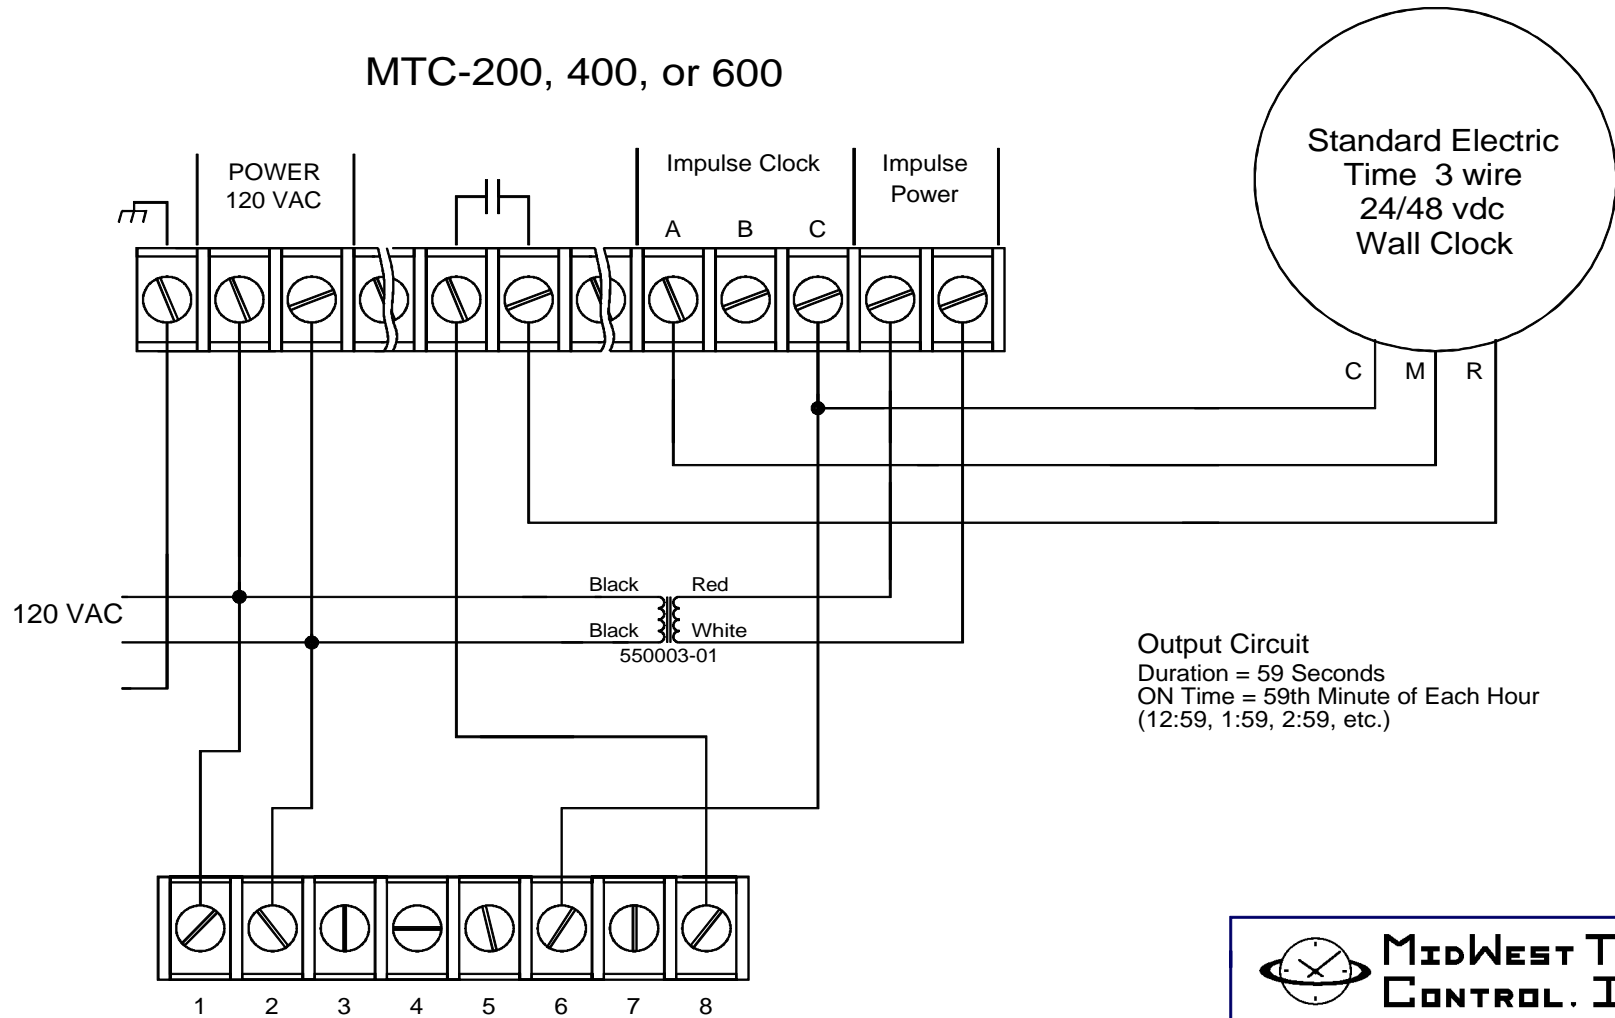 MTC-200, 400, or 600
POWER
120 VAC
Impulse Clock
Impulse
Power
A B C
Standard Electric
Time 3 wire
24/48 vdc
Wall Clock
C M R
120 VAC
Black
Red
Black
White
550003-01
Output Circuit
Duration = 59 Seconds
ON Time = 59th Minute of Each Hour
(12:59, 1:59, 2:59, etc.)
1 2 3 4 5 6 7 8
MIDWEST T
CONTROL. I